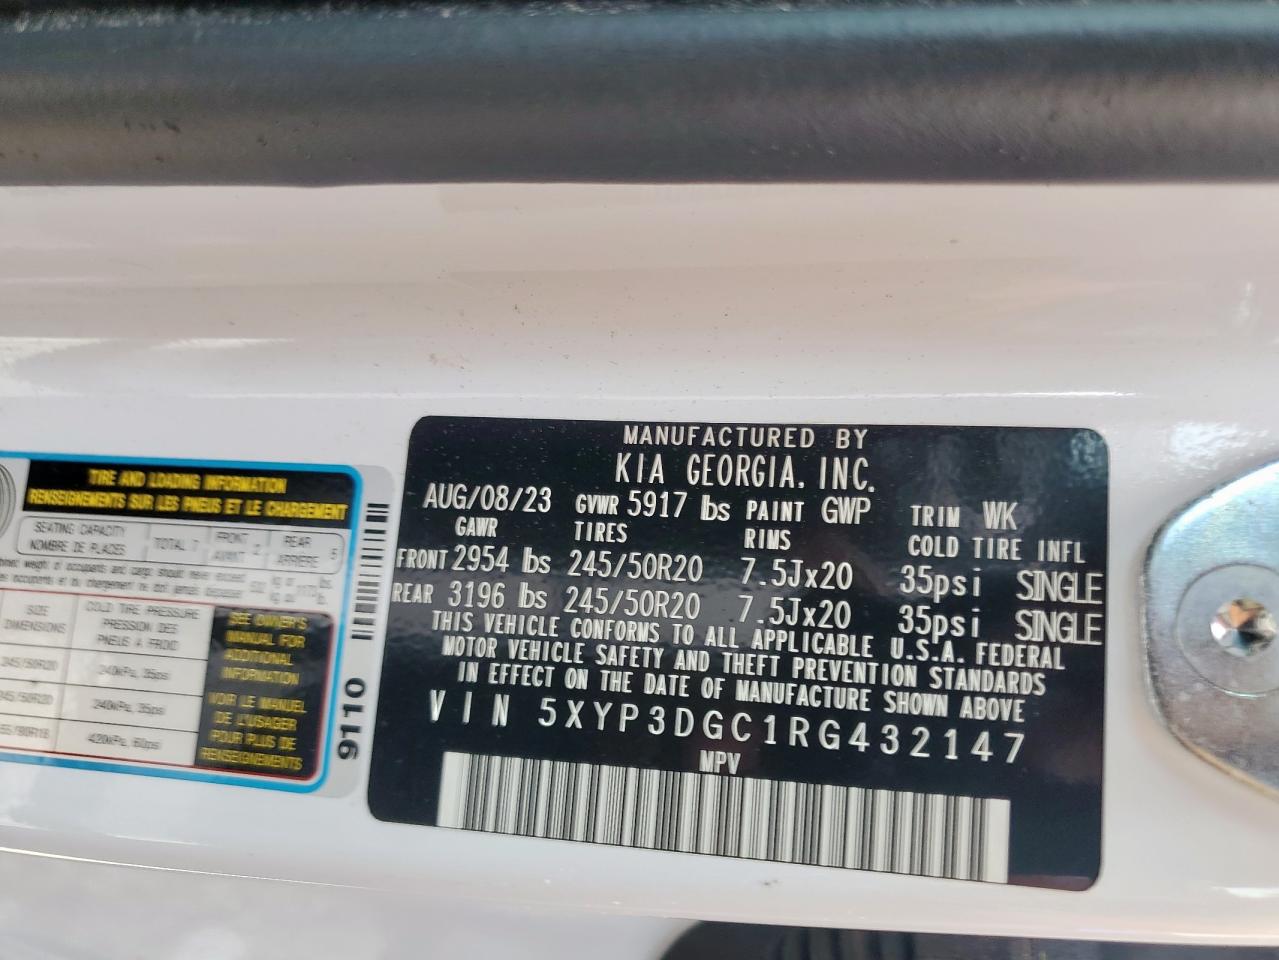 TIRE AND LOADING INFORMATION
RENSEIGNEMENTS SUR LES PNEUS ET LE CHARGEMENT
SEATING CAPACITY
NOMBRE DE PLACES
TOTAL 7
FRONT
AVANT 2
REAR
ARRIÈRE 5
SIZE
DIMENSIONS
COLD TIRE PRESSURE
PRESSION DES
PNEUS A FROID
245/50R20
240kPa, 35psi
240kPa, 35psi
420kPa, 60psi
SEE OWNER'S
MANUAL FOR
ADDITIONAL
INFORMATION
VOIR LE MANUEL
DE L'USAGER
POUR PLUS DE
RENSEIGNEMENTS
9110
MANUFACTURED BY
KIA GEORGIA. INC.
AUG/08/23 GVWR 5917 lbs PAINT GWP TRIM WK
GAWR TIRES RIMS COLD TIRE INFL
FRONT 2954 lbs 245/50R20 7.5Jx20 35psi SINGLE
REAR 3196 lbs 245/50R20 7.5Jx20 35psi SINGLE
THIS VEHICLE CONFORMS TO ALL APPLICABLE U.S.A. FEDERAL
MOTOR VEHICLE SAFETY AND THEFT PREVENTION STANDARDS
IN EFFECT ON THE DATE OF MANUFACTURE SHOWN ABOVE
VIN 5XYP3DGC1RG432147
MPV